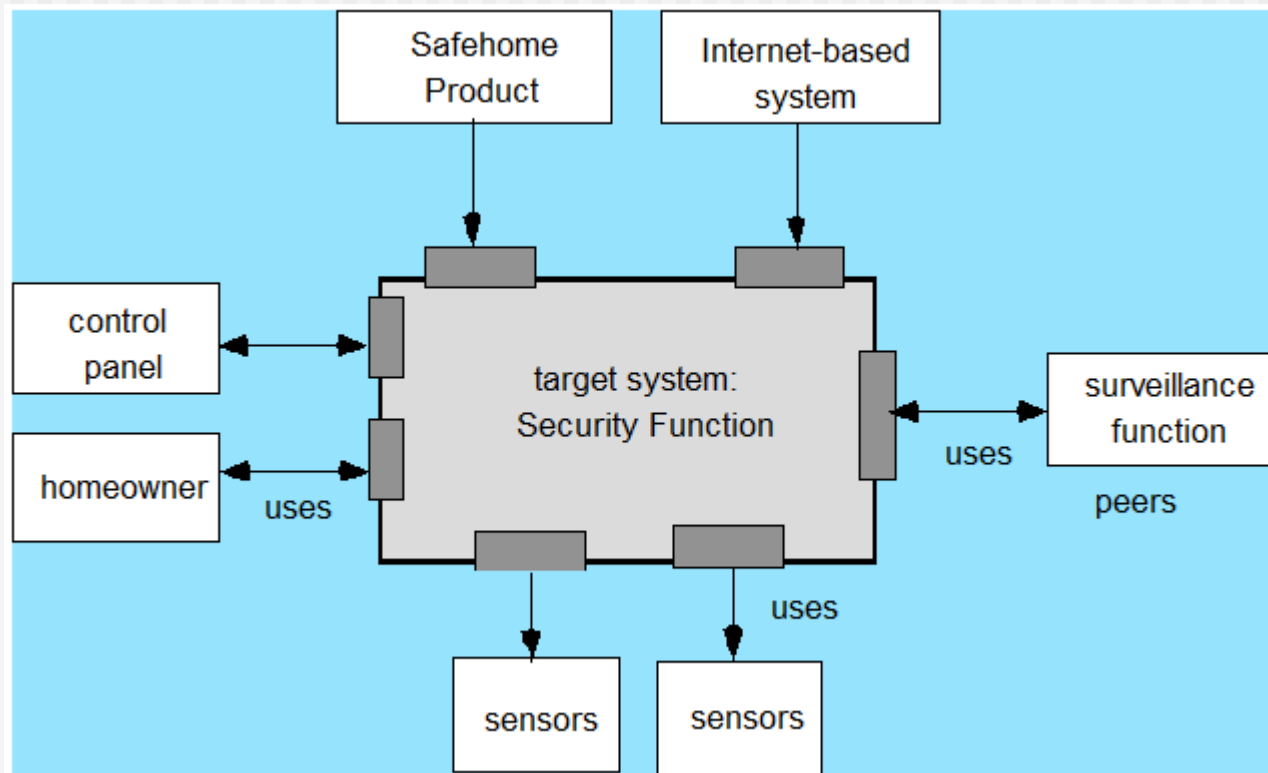 Safehome
Product
Internet-based
system
control
panel
target system:
Security Function
surveillance
function
homeowner
uses
uses
peers
uses
sensors
sensors